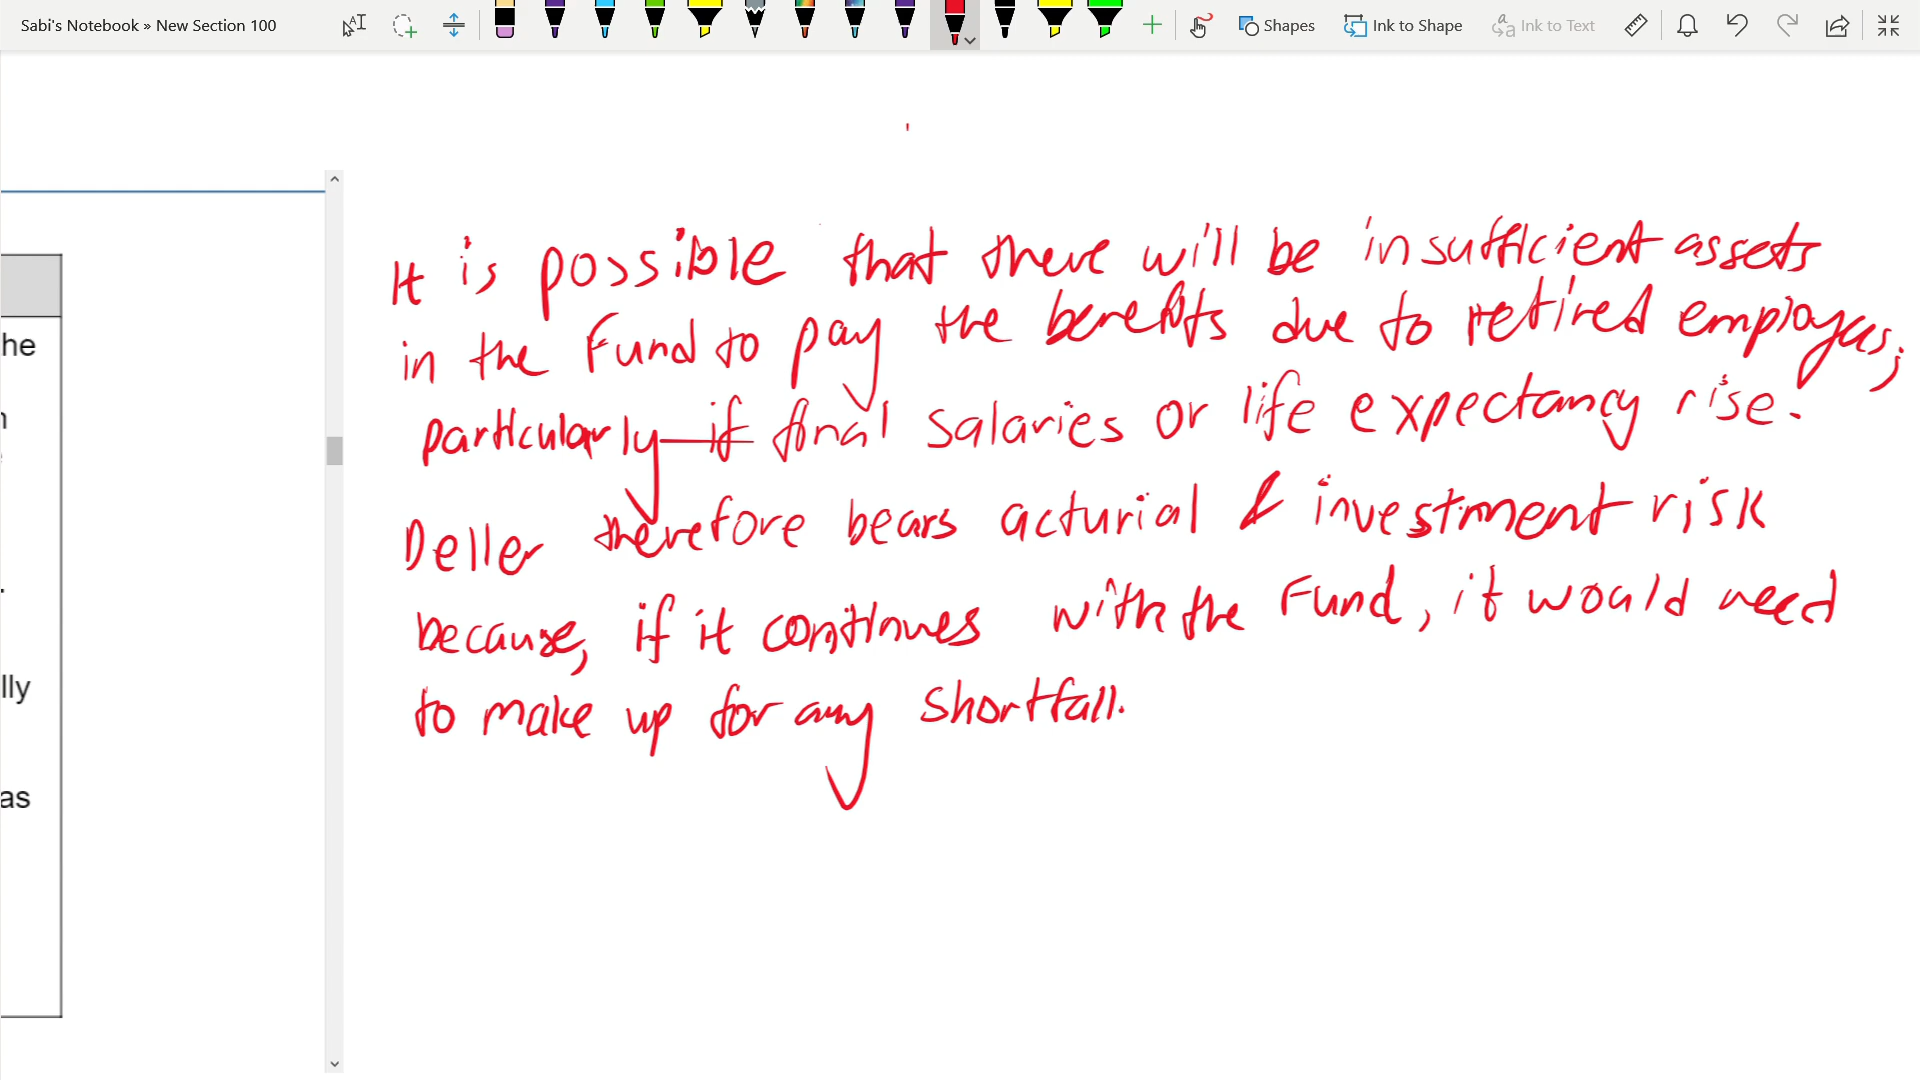 Sabi's Notebook » New Section 100
Shapes
Ink to Shape
Ink to Text
It is possible that there will be insufficient assets
in the Fund to pay the benefits due to retired employees,
particularly if final salaries or life expectancy rise.
Deller therefore bears acturial & investment risk
because, if it continues with the Fund, it would need
to make up for any shortfall.
he
n
lly
as